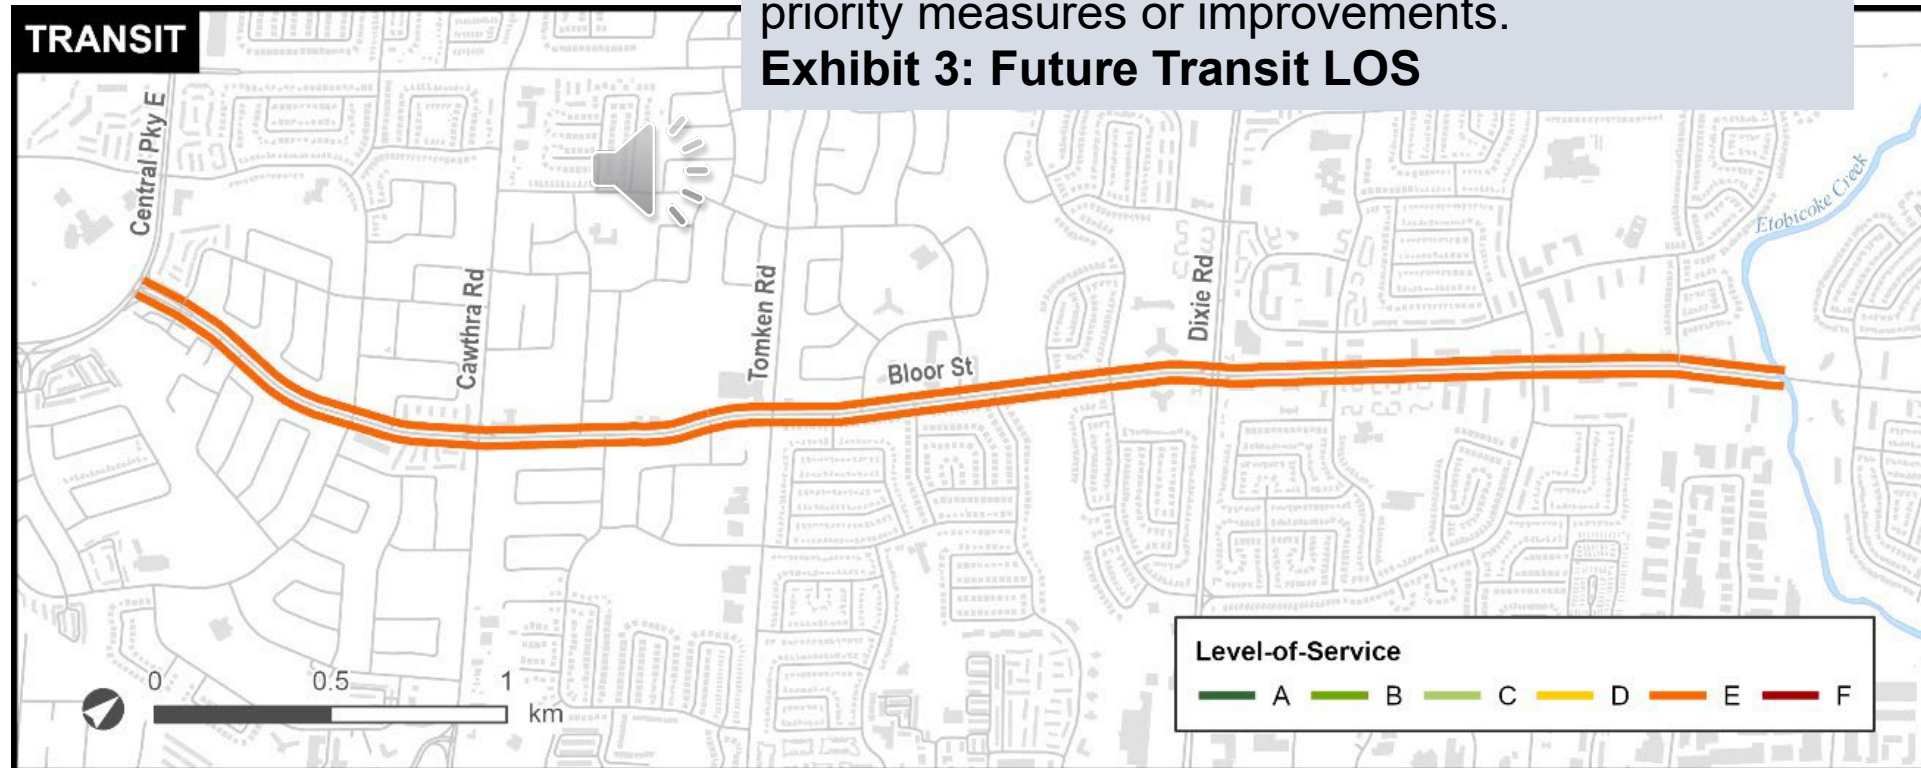 priority measures or improvements.
Exhibit 3: Future Transit LOS
TRANSIT
Central Pky E
Cawthra Rd
Tomken Rd
Bloor St
Dixie Rd
Etobicoke Creek
0 0.5 1
km
Level-of-Service
A B C D E F